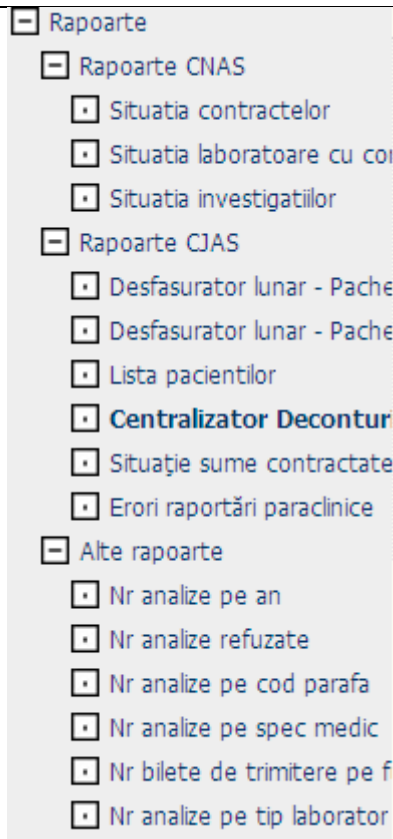 Rapoarte
Rapoarte CNAS
Situatia contractelor
Situatia laboratoare cu
Situatia investigatiilor
Rapoarte CJAS
Desfasurator lunar - Pache
Desfasurator lunar - Pache
Lista pacientilor
Centralizator Decontur
Situație sume contractate
Erori raportări paraclinice
Alte rapoarte
Nr analize pe an
Nr analize refuzate
Nr analize pe cod parafa
Nr analize pe spec medic
Nr bilete de trimitere pe f
Nr analize pe tip laborator